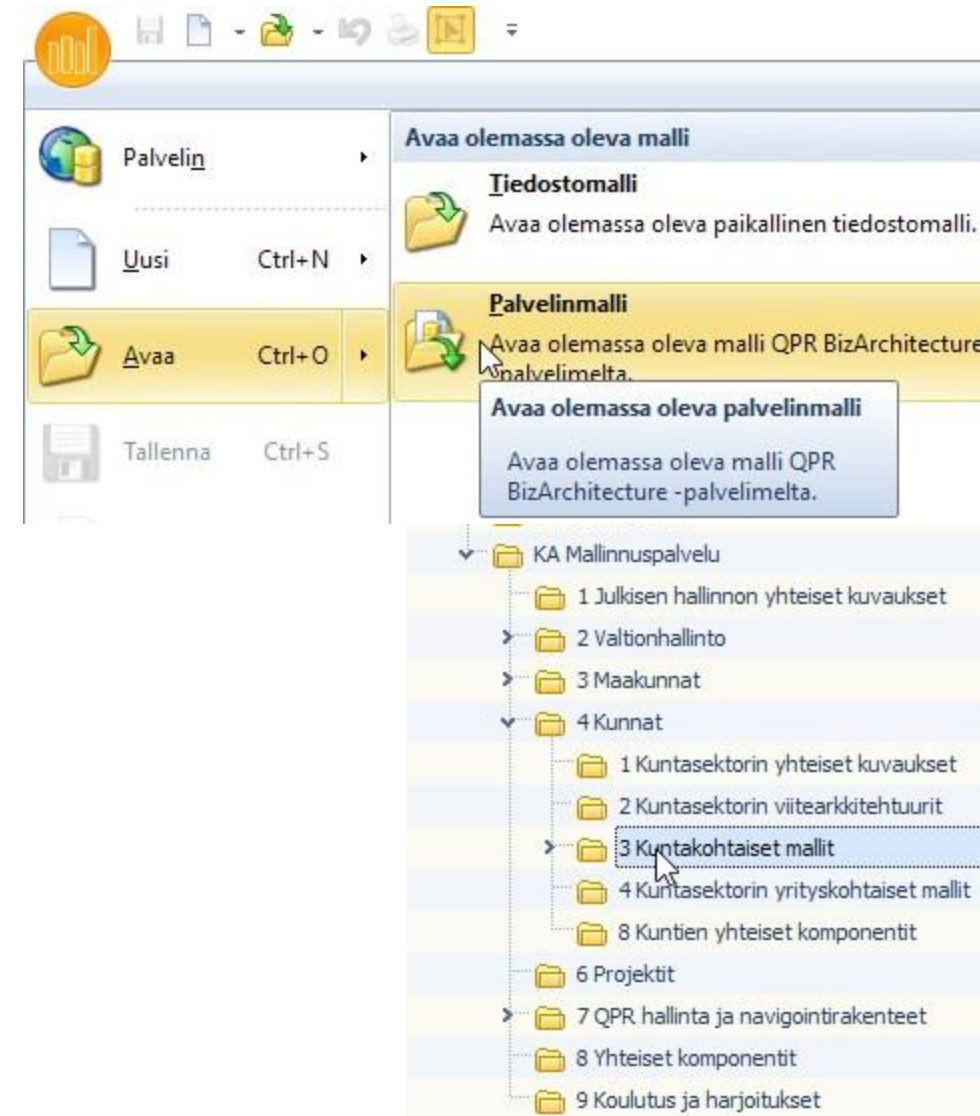 Palvelin
Uusi Ctrl+N
Avaa Ctrl+O
Tallenna Ctrl+S
Avaa olemassa oleva malli
Tiedostomalli
Avaa olemassa oleva paikallinen tiedostomalli.
Palvelinmalli
Avaa olemassa oleva malli QPR BizArchitecture
-palvelimelta.
Avaa olemassa oleva palvelinmalli
Avaa olemassa oleva malli QPR
BizArchitecture -palvelimelta.
KA Mallinnuspalvelu
1 Julkisen hallinnon yhteiset kuvaukset
2 Valtionhallinto
3 Maakunnat
4 Kunnat
1 Kuntasektorin yhteiset kuvaukset
2 Kuntasektorin viitearkkitehtuurit
3 Kuntakohtaiset mallit
4 Kuntasektorin yrityskohtaiset mallit
8 Kuntien yhteiset komponentit
6 Projektit
7 QPR hallinta ja navigointirakenteet
8 Yhteiset komponentit
9 Koulutus ja harjoitukset